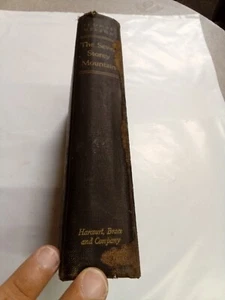 The Seven
Storey
Mountain
Harcourt, Brace
and Company